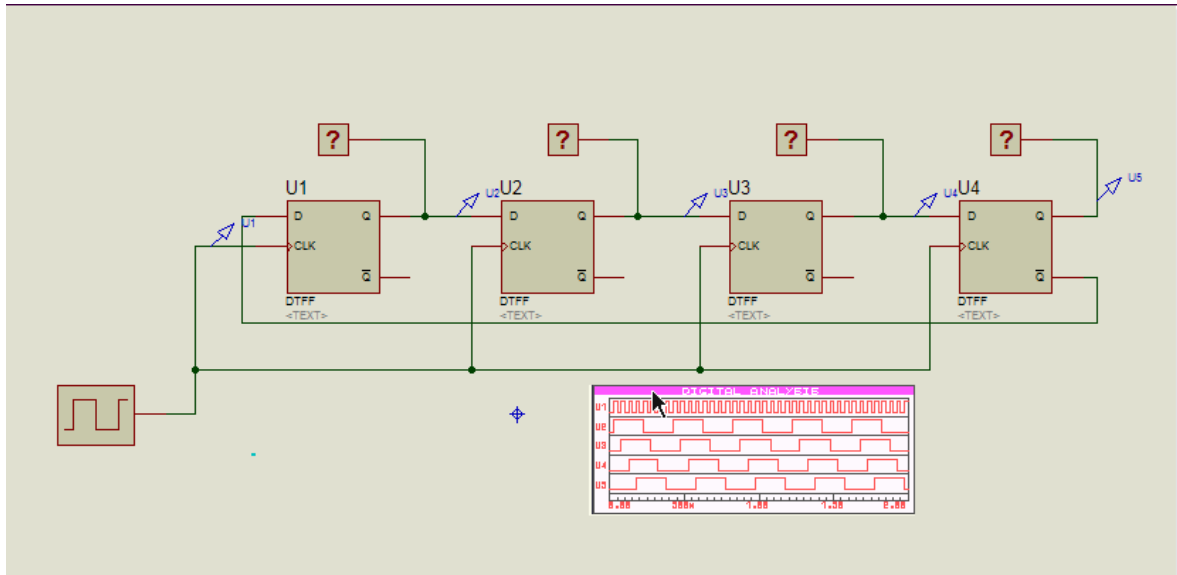 ? ? ? ?
U1 U2 U2 U3 U3 U4 U4 U5
D Q D Q D Q D Q
U1
CLK CLK CLK CLK
Q Q Q Q
DTFF DTFF DTFF DTFF
<TEXT> <TEXT> <TEXT> <TEXT>
DIGITAL ANALYSIS
U1
U2
U3
U4
U5
0.00 500m 1.00 1.50 2.00